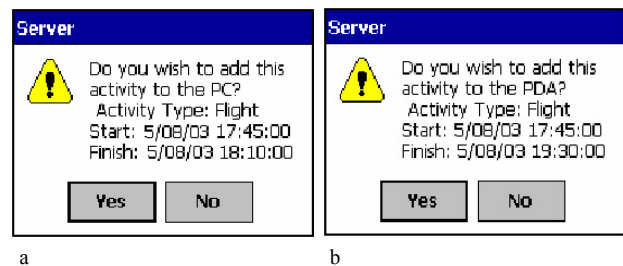 Server
Do you wish to add this
activity to the PC?
Activity Type: Flight
Start: 5/08/03 17:45:00
Finish: 5/08/03 18:10:00
Yes No
a
Server
Do you wish to add this
activity to the PDA?
Activity Type: Flight
Start: 5/08/03 17:45:00
Finish: 5/08/03 19:30:00
Yes No
b